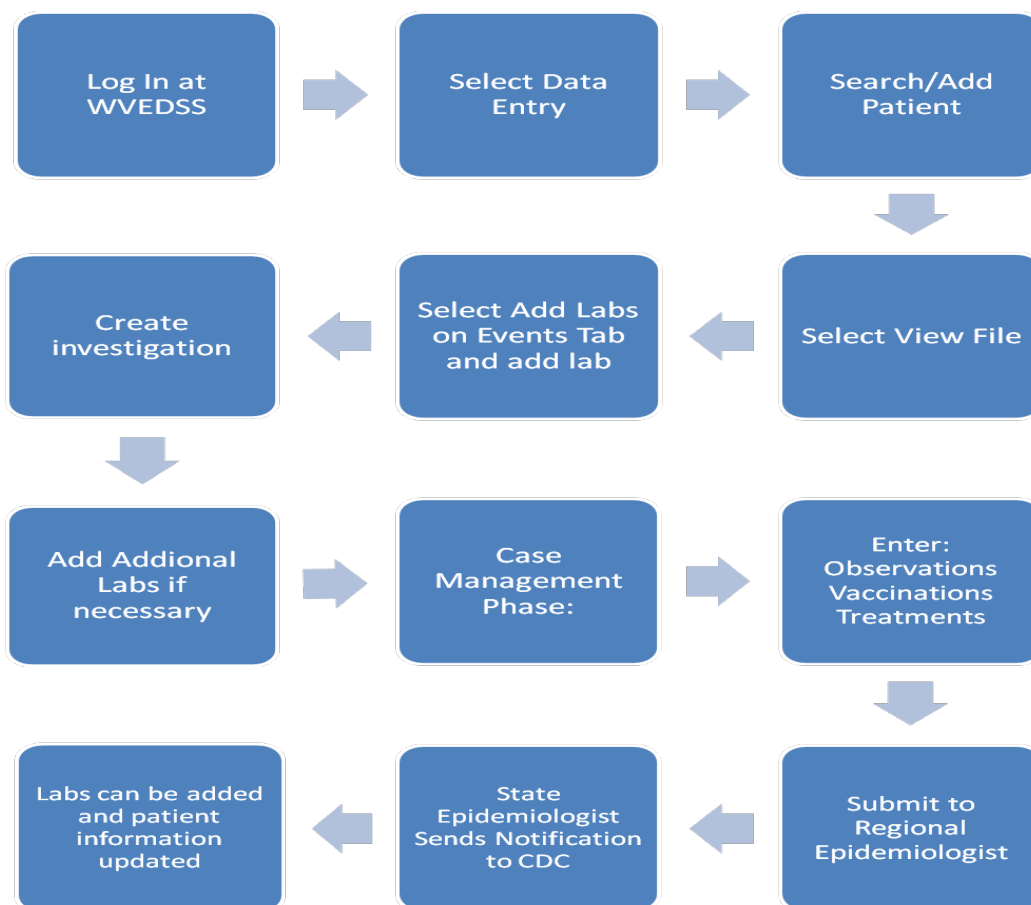 Log In at
WVEDSS
Select Data
Entry
Search/Add
Patient
Select View File
Select Add Labs
on Events Tab
and add lab
Create
investigation
Add Addional
Labs if
necessary
Case
Management
Phase:
Enter:
Observations
Vaccinations
Treatments
Submit to
Regional
Epidemiologist
State
Epidemiologist
Sends Notification
to CDC
Labs can be added
and patient
information
updated